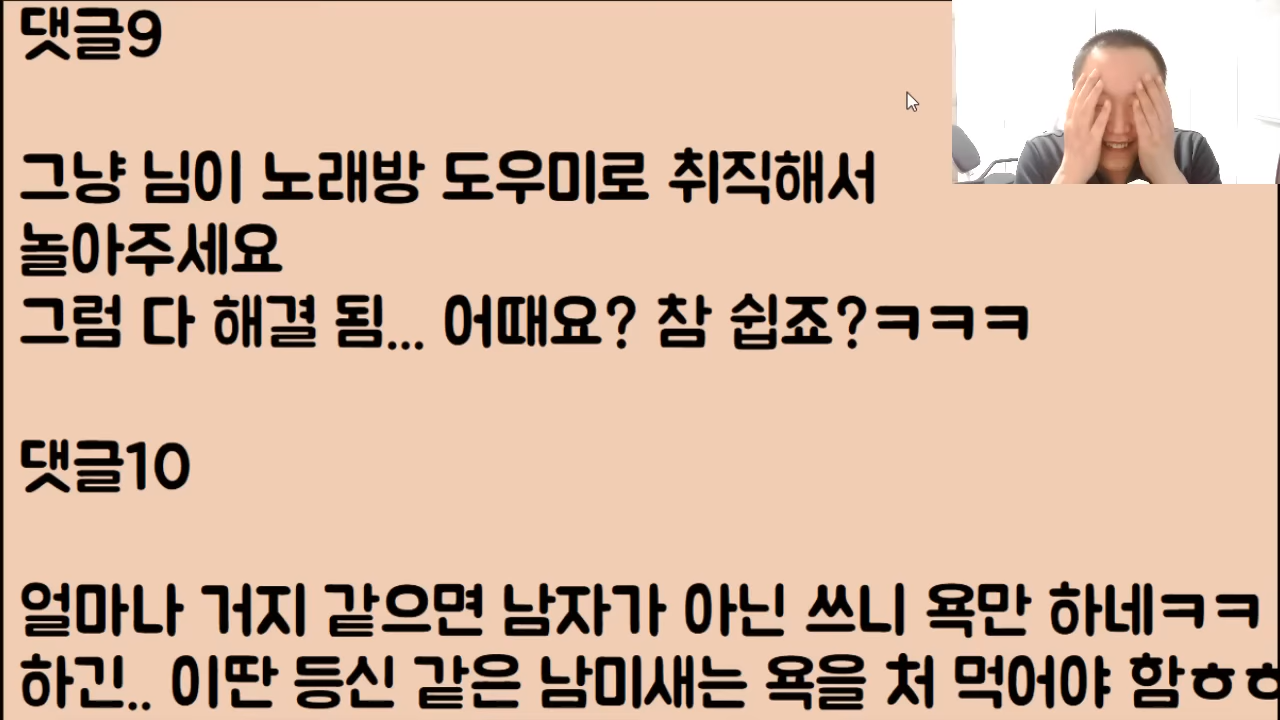 댓글9
그냥 님이 노래방 도우미로 취직해서
놀아주세요
그럼 다 해결 됨... 어때요? 참 쉽죠?ㅋㅋㅋ
댓글10
얼마나 거지 같으면 남자가 아닌 쓰니 욕만 하네ㅋㅋ
하긴.. 이딴 등신 같은 남미새는 욕을 처 먹어야 함ㅎㅎ